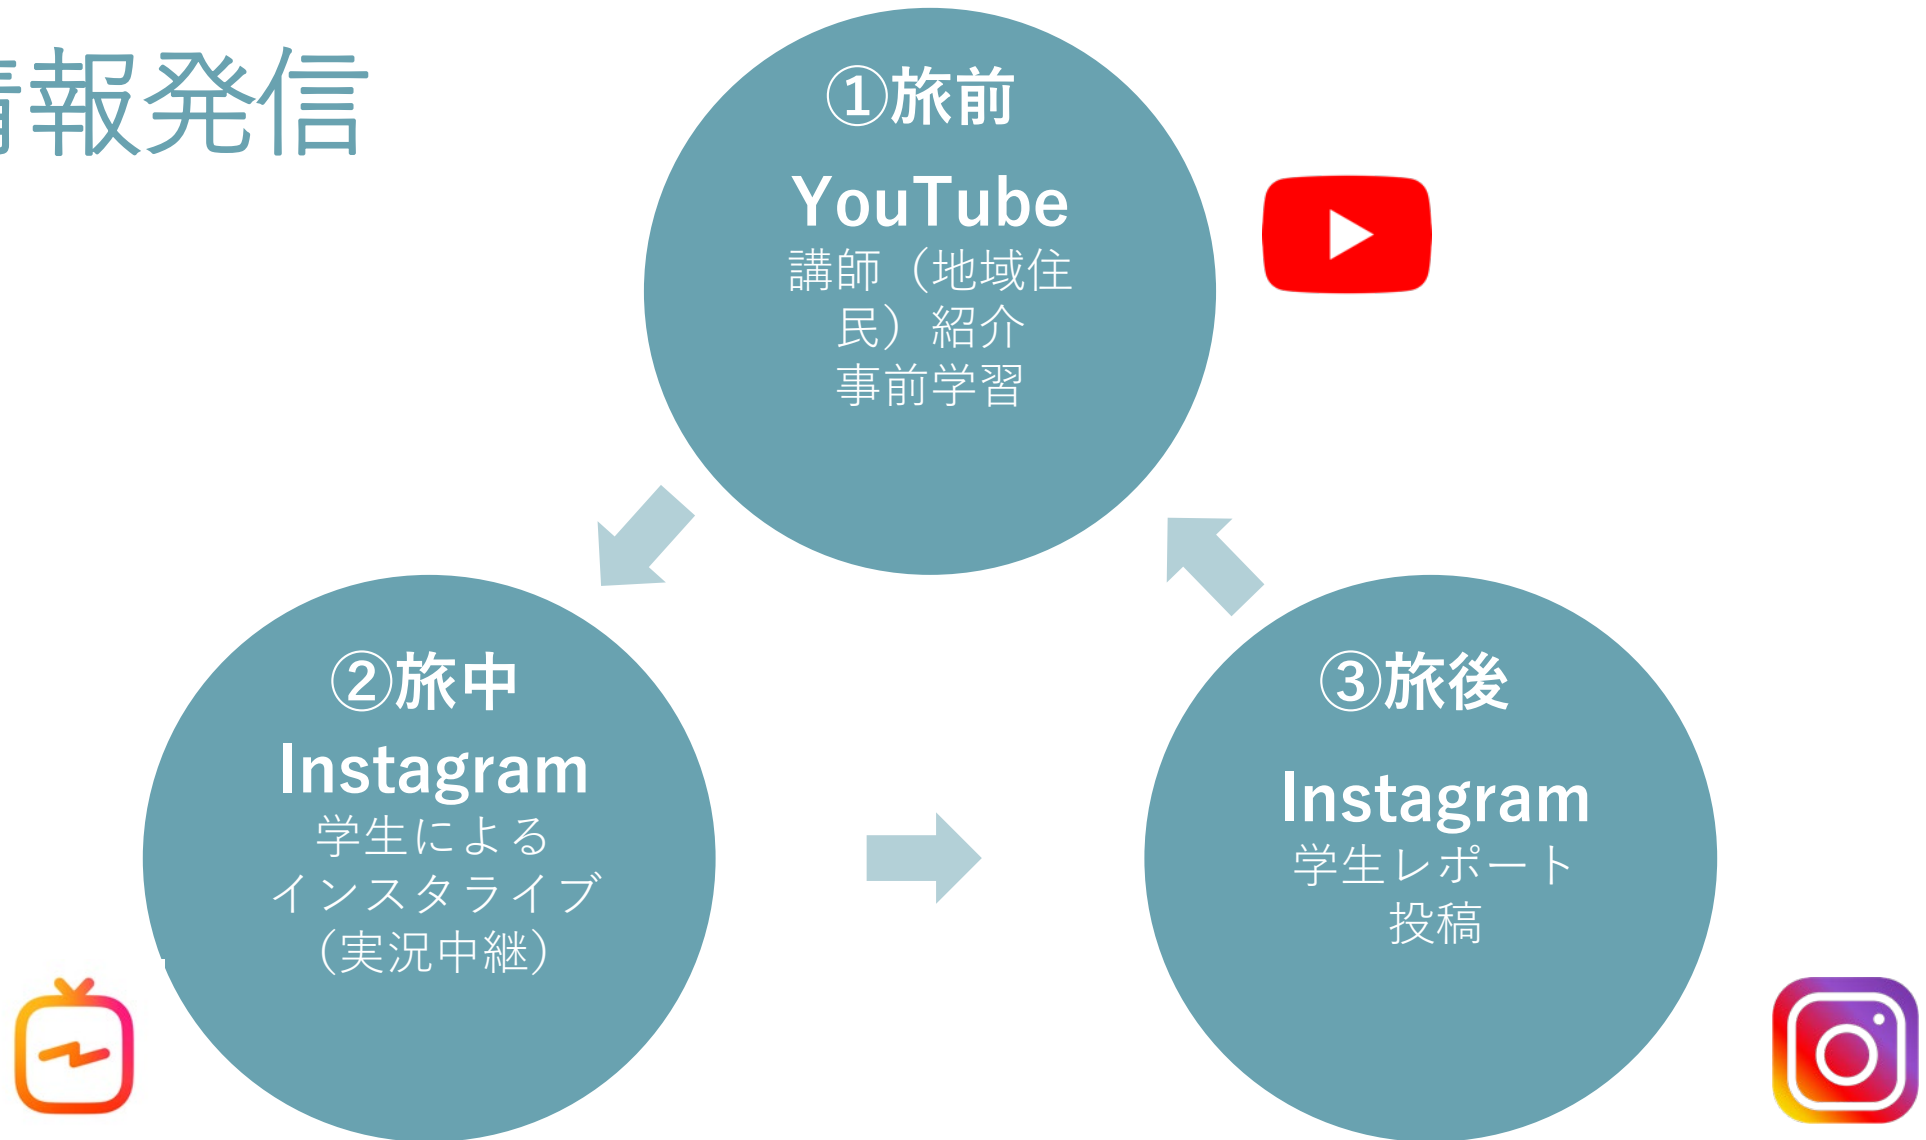 情報発信
①旅前
YouTube
講師（地域住
民）紹介
事前学習
②旅中
Instagram
学生による
インスタライブ
（実況中継）
③旅後
Instagram
学生レポート
投稿